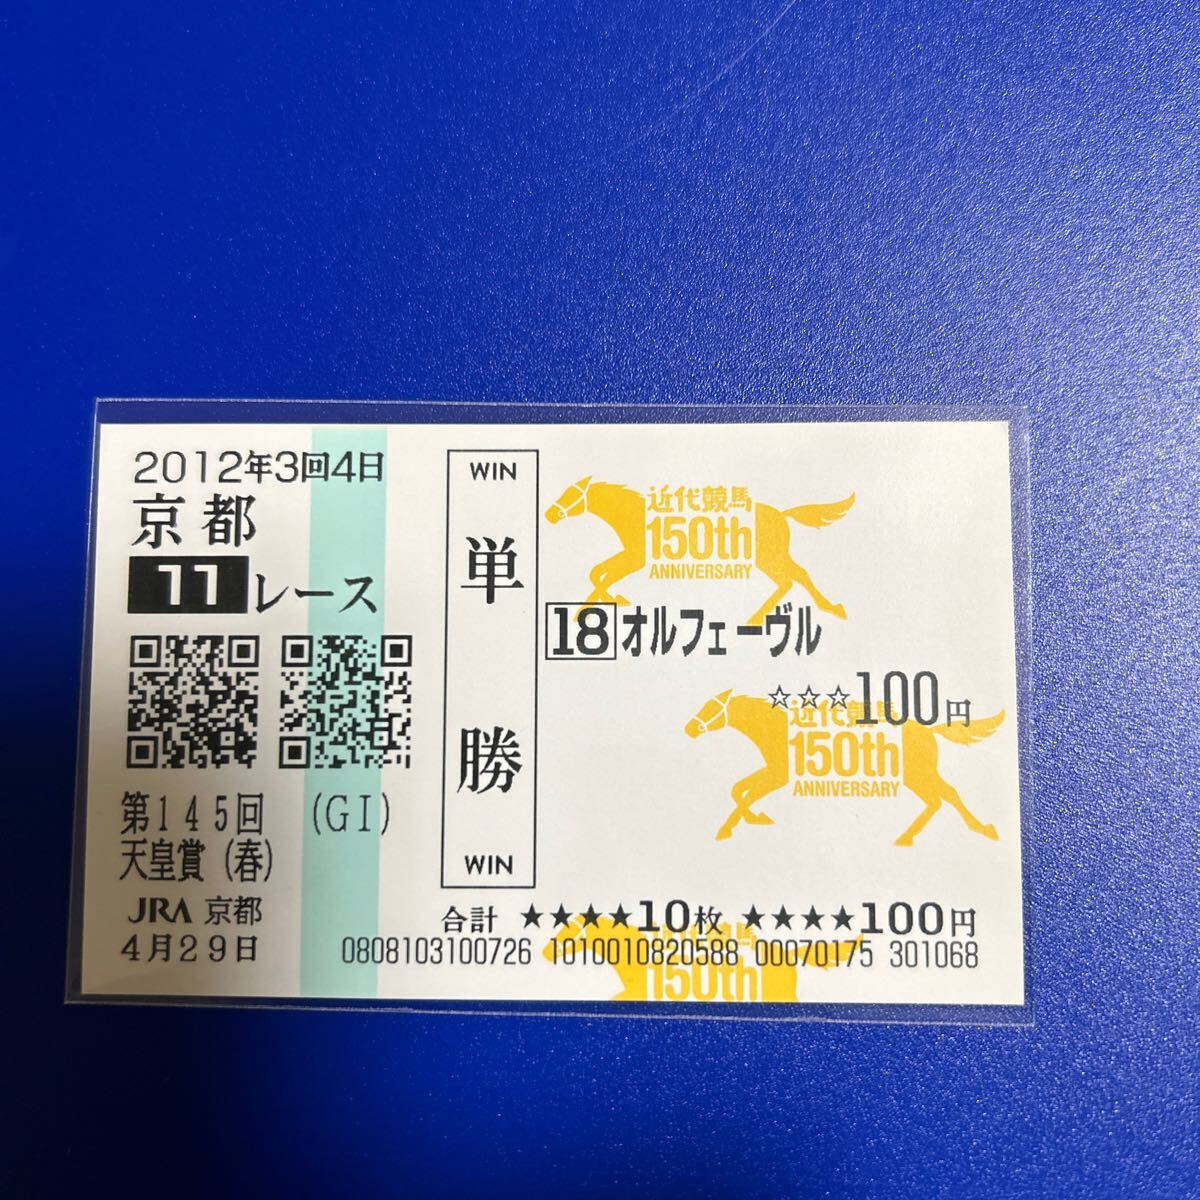 2012年3回4日
京都
11レース
第145回 (GI)
天皇賞(春)
JRA 京都
4月29日
WIN
単勝
WIN
近代競馬
150th
ANNIVERSARY
18 オルフェーヴル
☆☆☆100円
近代競馬
150th
ANNIVERSARY
合計 ★★★★10枚 ★★★★100円
近代競馬
150th
0808103100726 1010010820588 00070175 301068